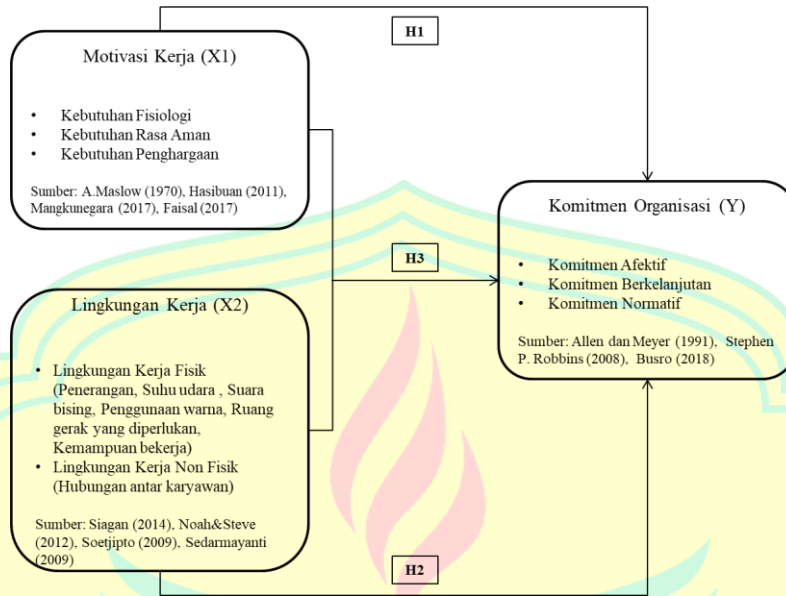 H1
Motivasi Kerja (X1)
• Kebutuhan Fisiologi
• Kebutuhan Rasa Aman
• Kebutuhan Penghargaan
Sumber: A.Maslow (1970), Hasibuan (2011),
Mangkunegara (2017), Faisal (2017)
H3
Komitmen Organisasi (Y)
• Komitmen Afektif
• Komitmen Berkelanjutan
• Komitmen Normatif
Sumber: Allen dan Meyer (1991), Stephen
P. Robbins (2008), Busro (2018)
Lingkungan Kerja (X2)
• Lingkungan Kerja Fisik
(Penerangan, Suhu udara , Suara
bising, Penggunaan warna, Ruang
gerak yang diperlukan,
Kemampuan bekerja)
• Lingkungan Kerja Non Fisik
(Hubungan antar karyawan)
Sumber: Siagan (2014), Noah&Steve
(2012), Soetjipto (2009), Sedarmayanti
(2009)
H2